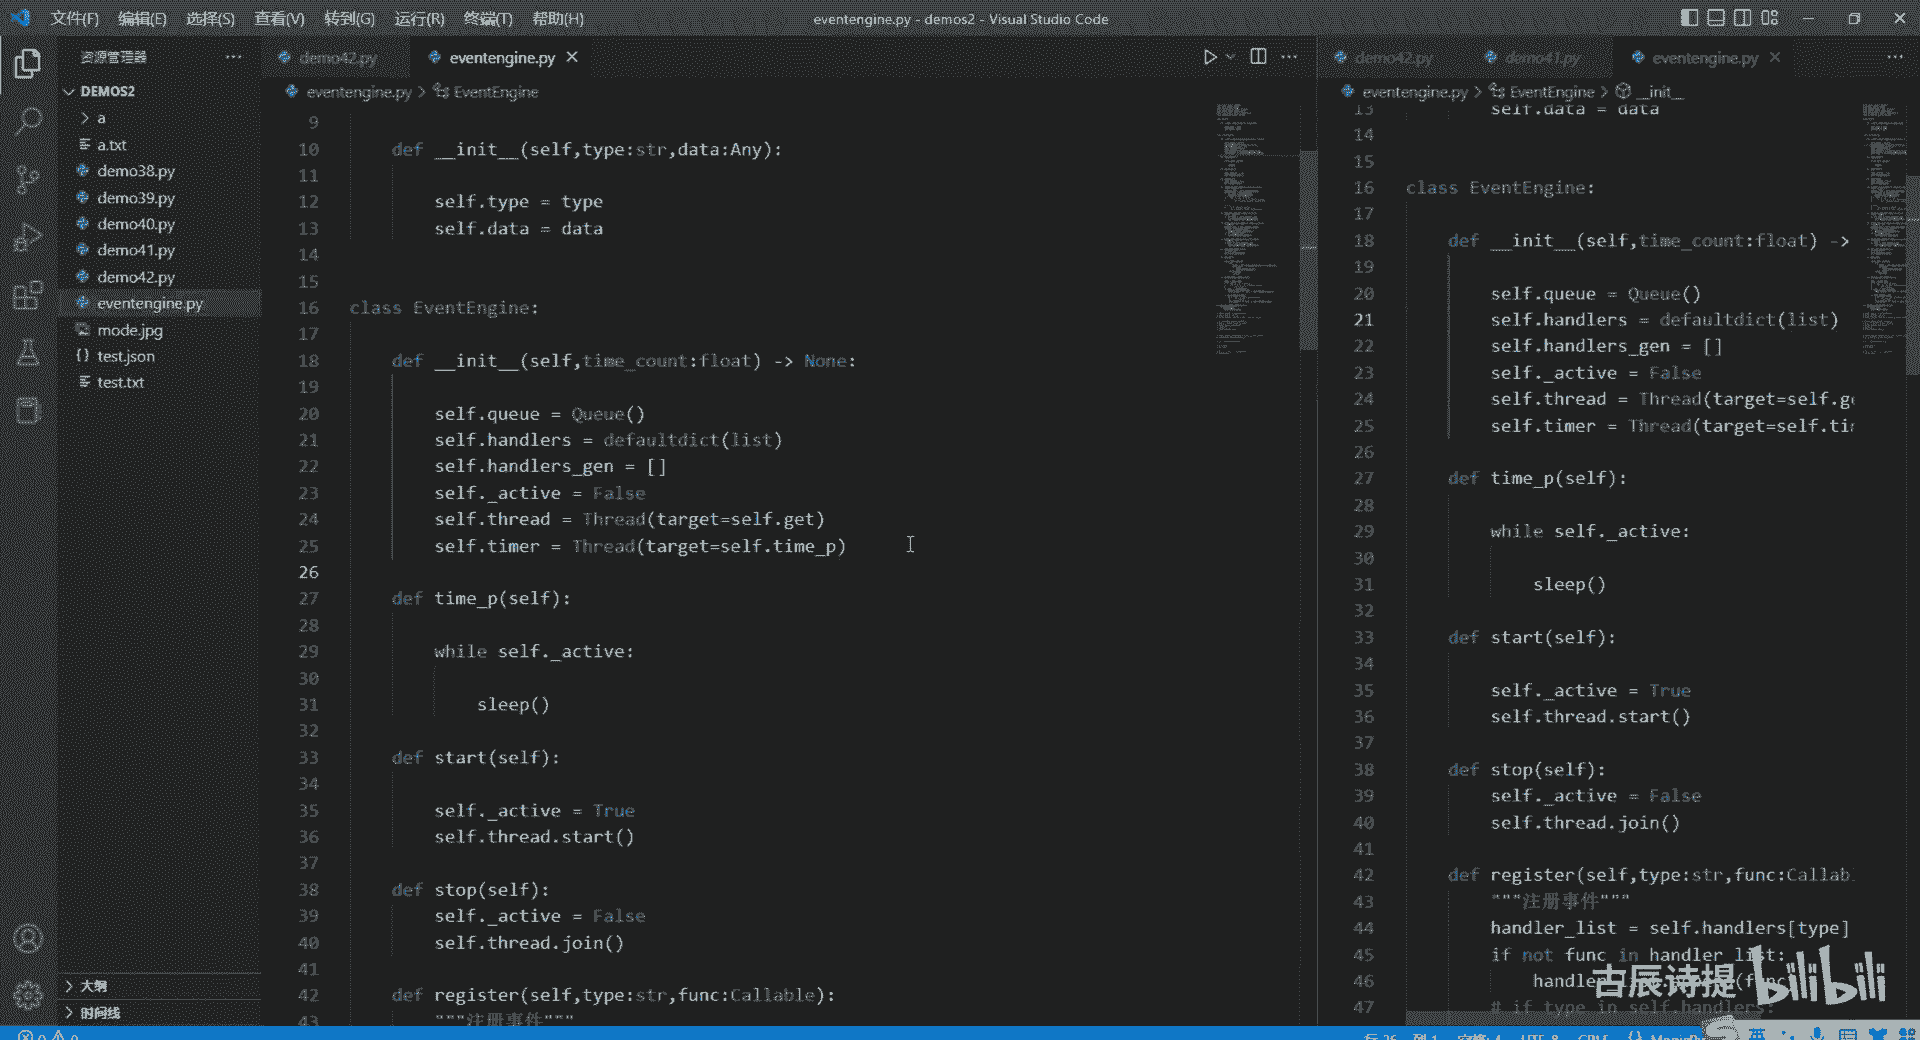 文件(F) 编辑(E) 选择(S) 查看(V) 转到(G) 运行(R) 终端(T) 帮助(H)
eventengine.py - demos2 - Visual Studio Code
资源管理器
DEMOS2
a
a.txt
demo38.py
demo39.py
demo40.py
demo41.py
demo42.py
eventengine.py
mode.jpg
{} test.json
test.txt
大纲
时间线
demo42.py
eventengine.py
eventengine.py > EventEngine
9
10 def __init__(self,type:str,data:Any):
11
12 self.type = type
13 self.data = data
14
15
16 class EventEngine:
17
18 def __init__(self,time_count:float) -> None:
19
20 self.queue = Queue()
21 self.handlers = defaultdict(list)
22 self.handlers_gen = []
23 self._active = False
24 self.thread = Thread(target=self.get)
25 self.timer = Thread(target=self.time_p)
26
27 def time_p(self):
28
29 while self._active:
30
31 sleep()
32
33 def start(self):
34
35 self._active = True
36 self.thread.start()
37
38 def stop(self):
39 self._active = False
40 self.thread.join()
41
42 def register(self,type:str,func:Callable):
43 """注册事件"""
demo42.py
demo41.py
eventengine.py
eventengine.py > EventEngine > __init__
13 self.data = data
14
15
16 class EventEngine:
17
18 def __init__(self,time_count:float) ->
19
20 self.queue = Queue()
21 self.handlers = defaultdict(list)
22 self.handlers_gen = []
23 self._active = False
24 self.thread = Thread(target=self.ge
25 self.timer = Thread(target=self.tim
26
27 def time_p(self):
28
29 while self._active:
30
31 sleep()
32
33 def start(self):
34
35 self._active = True
36 self.thread.start()
37
38 def stop(self):
39 self._active = False
40 self.thread.join()
41
42 def register(self,type:str,func:Callab
43 """注册事件"""
44 handler_list = self.handlers[type]
45 if not func in handler_list:
46
47 # if type in self.handlers:
古辰诗提
bilibili